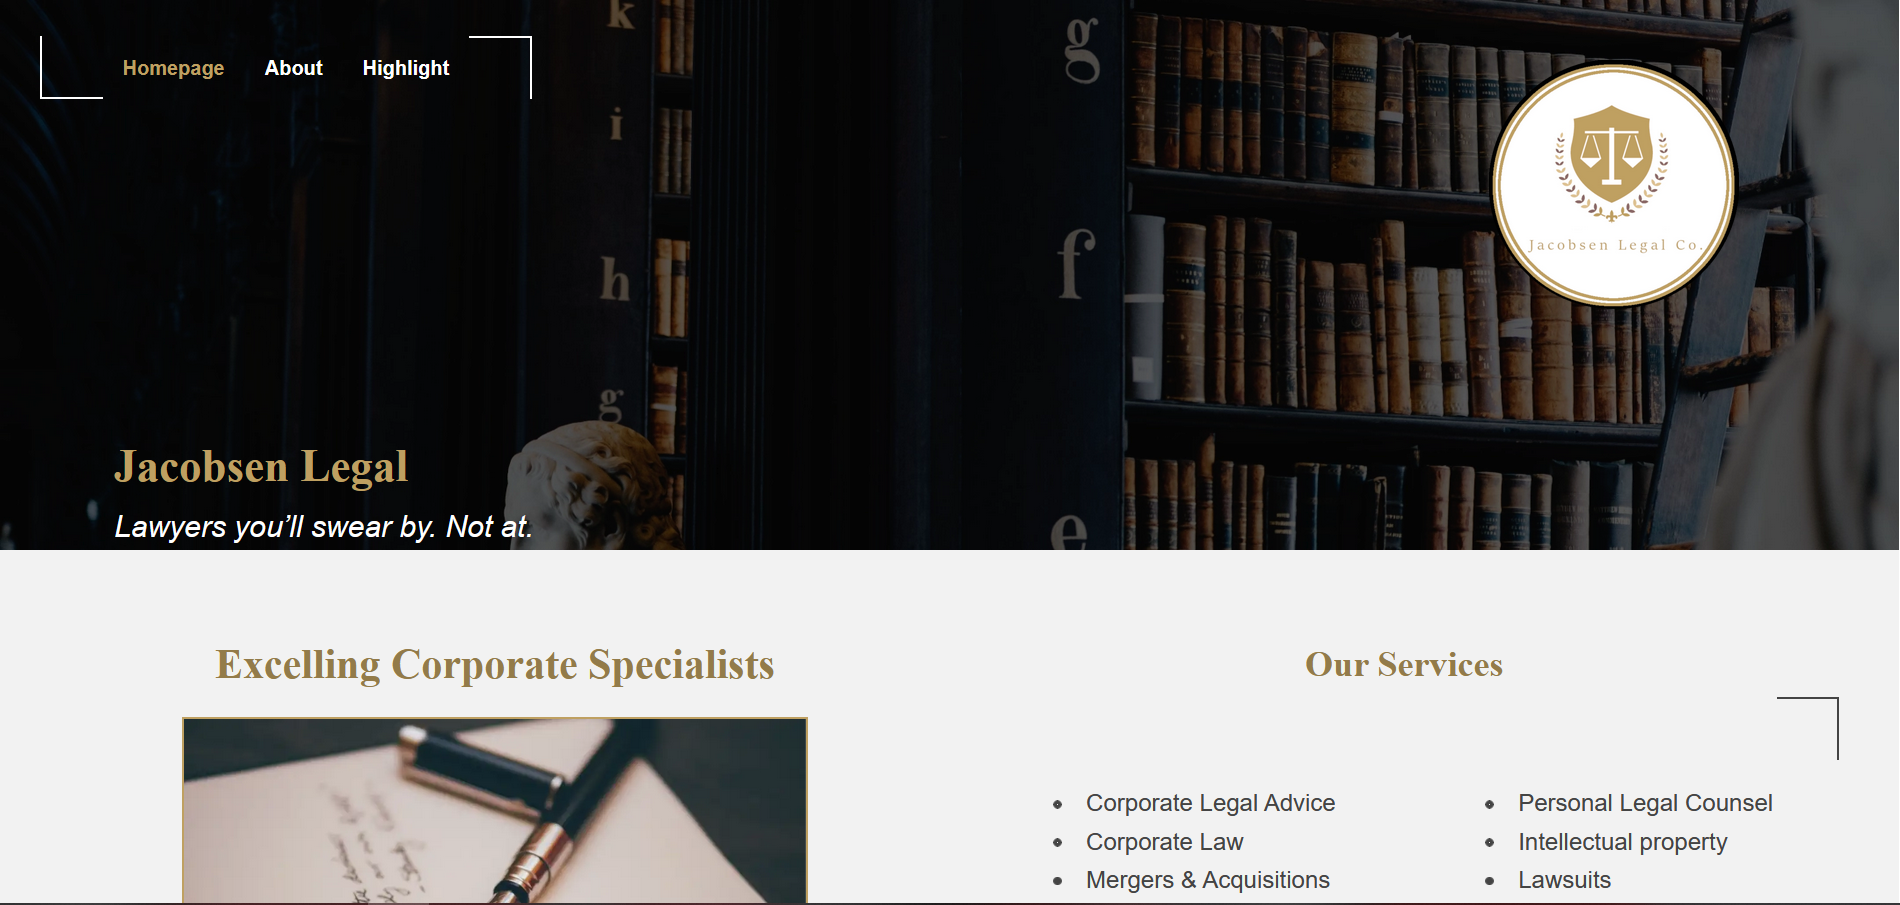 k
g
Homepage About Highlight
i
f
h
Jacobsen Legal Co.
g
Jacobsen Legal
Lawyers you’ll swear by. Not at.
e
Excelling Corporate Specialists
Our Services
Corporate Legal Advice
Corporate Law
Mergers & Acquisitions
Personal Legal Counsel
Intellectual property
Lawsuits